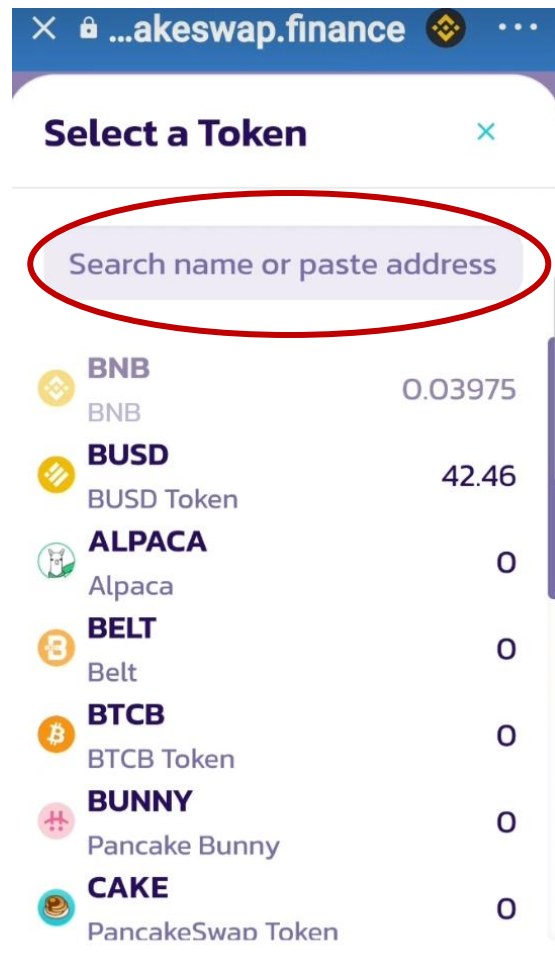 ...akeswap.finance
Select a Token
Search name or paste address
BNB
0.03975
BNB
BUSD
42.46
BUSD Token
ALPACA
0
Alpaca
BELT
0
Belt
BTCB
0
BTCB Token
BUNNY
0
Pancake Bunny
CAKE
0
PancakeSwap Token